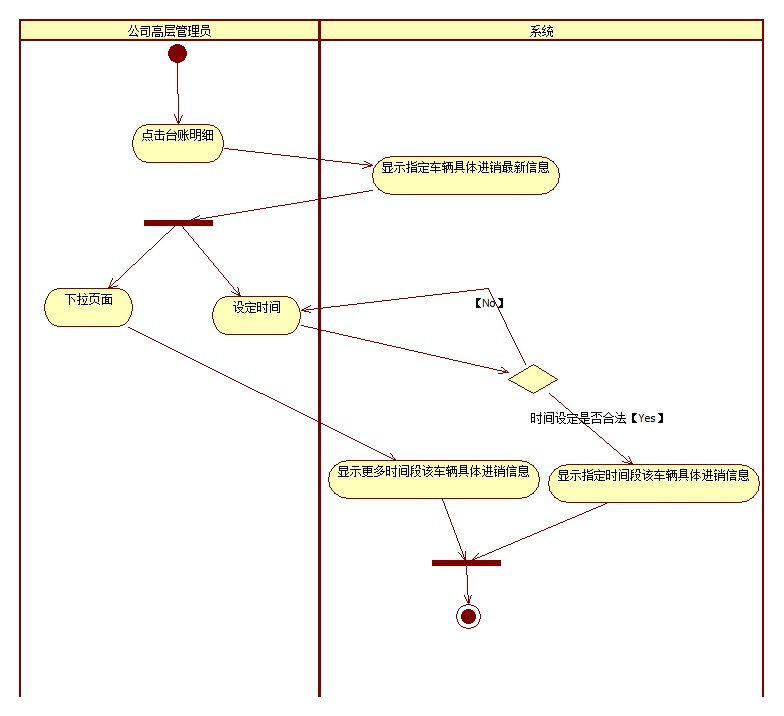 公司高层管理员
系统
点击台账明细
显示指定车辆具体进销最新信息
下拉页面
设定时间
【No】
时间设定是否合法【Yes】
显示更多时间段该车辆具体进销信息
显示指定时间段该车辆具体进销信息